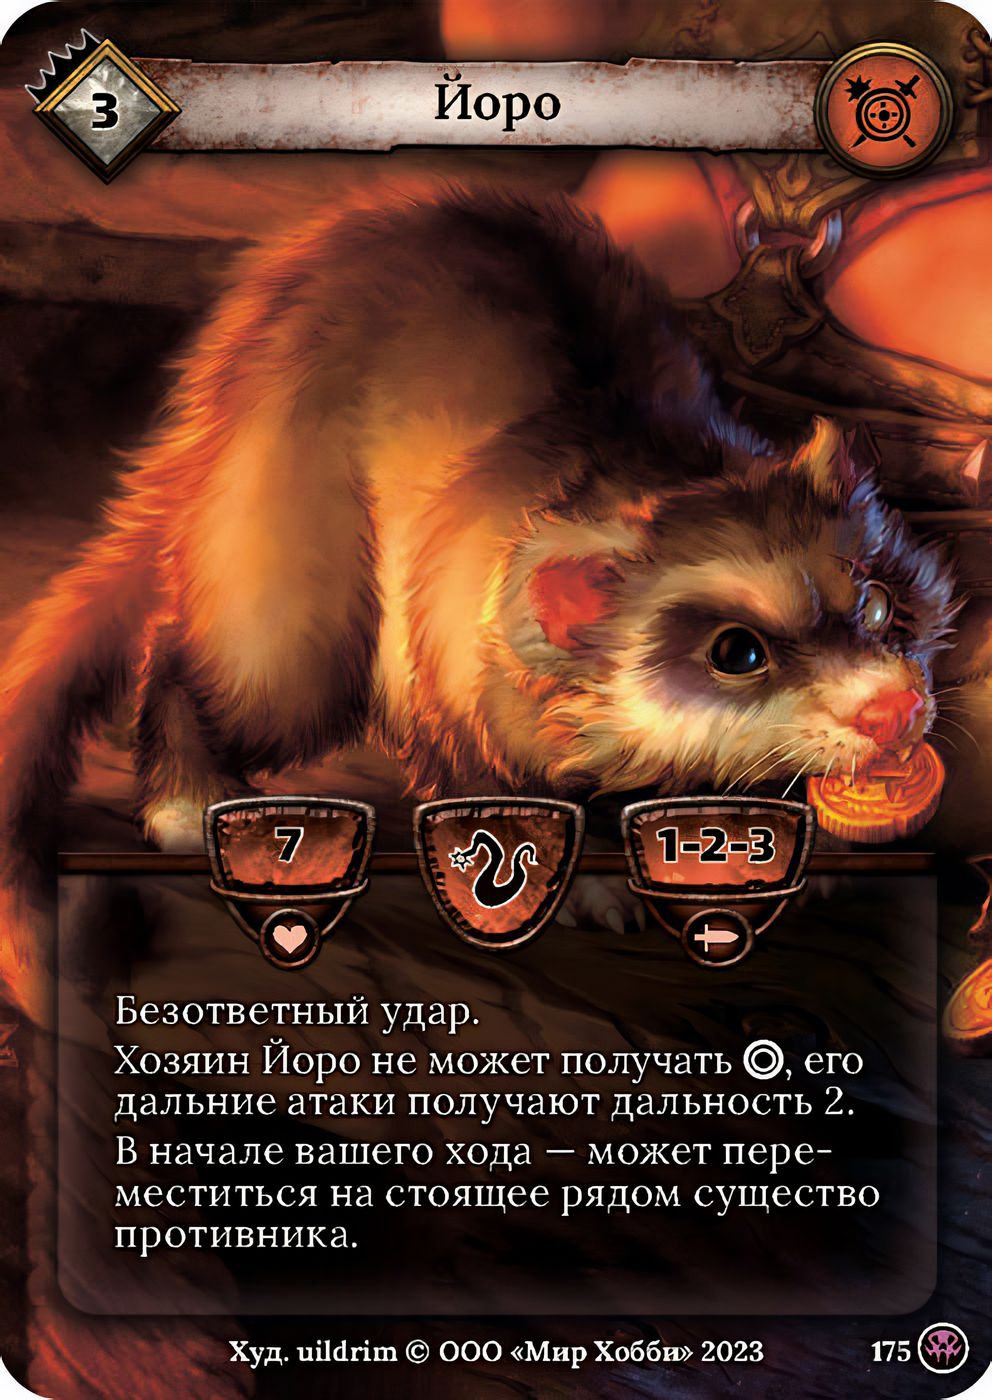 3
Йоро
7
1-2-3
Безответный удар.
Хозяин Йоро не может получать , его
дальние атаки получают дальность 2.
В начале вашего хода — может пере-
меститься на стоящее рядом существо
противника.
Худ. uildrim © ООО «Мир Хобби» 2023
175